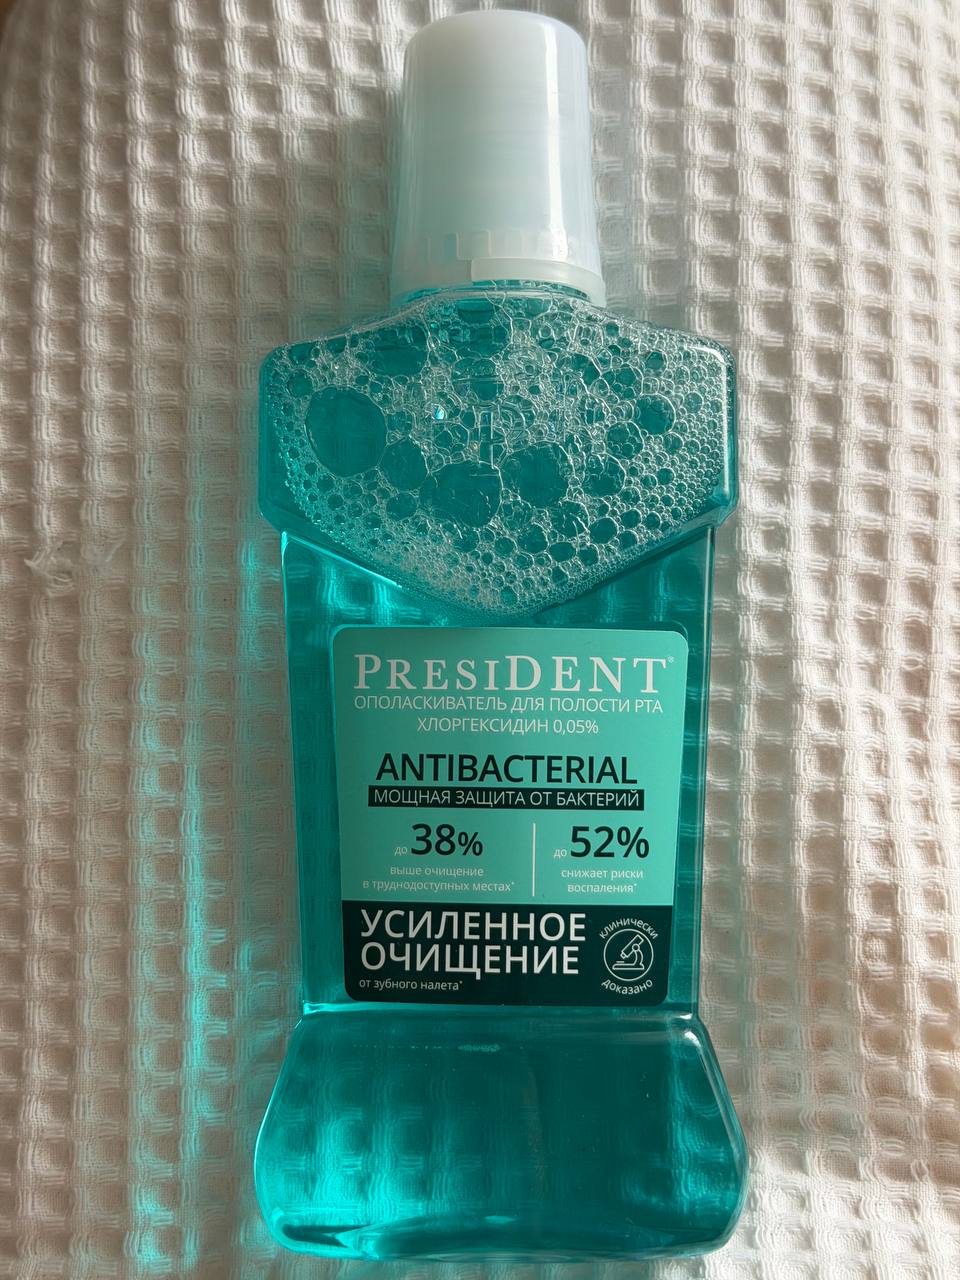 PRESIDENT®
ОПОЛАСКИВАТЕЛЬ ДЛЯ ПОЛОСТИ РТА
ХЛОРГЕКСИДИН 0,05%
ANTIBACTERIAL
МОЩНАЯ ЗАЩИТА ОТ БАКТЕРИЙ
до 38%
выше очищение
в труднодоступных местах*
до 52%
снижает риски
воспаления*
УСИЛЕННОЕ
ОЧИЩЕНИЕ
от зубного налета*
клинически
доказано